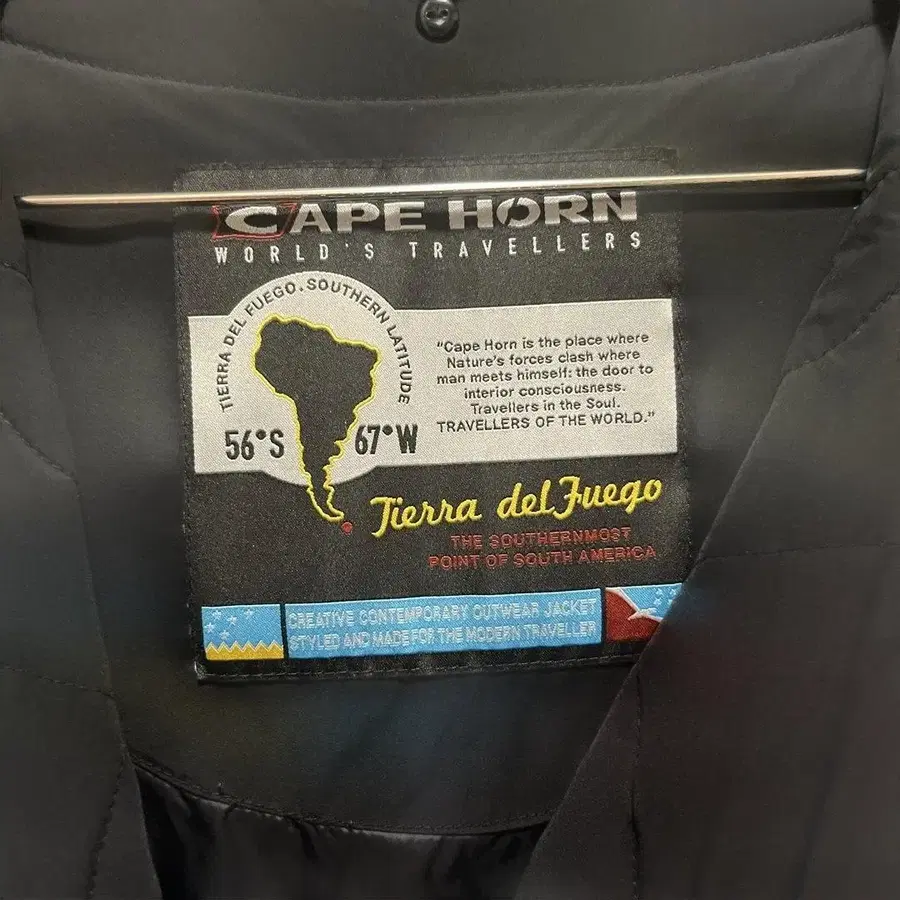 CAPE HORN
WORLD'S TRAVELLERS
TIERRA DEL FUEGO.SOUTHERN LATITUDE
56°S 67°W
"Cape Horn is the place where
Nature's forces clash where
man meets himself: the door to
interior consciousness.
Travellers in the Soul.
TRAVELLERS OF THE WORLD."
Tierra del Fuego
THE SOUTHERNMOST
POINT OF SOUTH AMERICA
CREATIVE CONTEMPORARY OUTWEAR JACKET
STYLED AND MADE FOR THE MODERN TRAVELLER